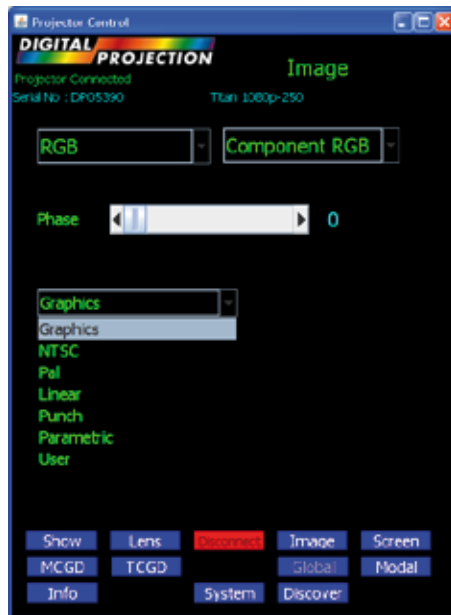 Projector Control
DIGITAL PROJECTION
Image
Projector Connected
Serial No : DP05390 Titan 1080p-250
RGB Component RGB
Phase 0
Graphics
Graphics
NTSC
Pal
Linear
Punch
Parametric
User
Show Lens Disconnect Image Screen
MCGD TCGD Global Modal
Info System Discover